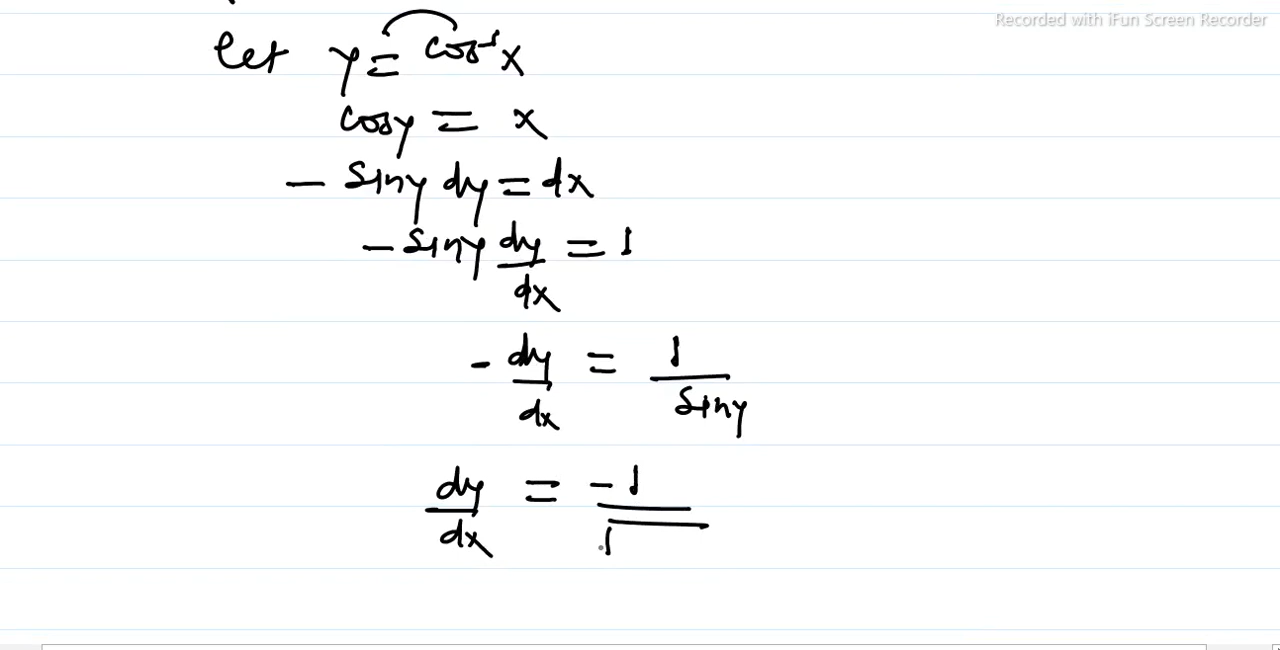 Recorded with iFun Screen Recorder
let y = cos⁻¹x
cosy = x
- siny dy = dx
- siny dy/dx = 1
- dy/dx = 1/siny
dy/dx = -1/√